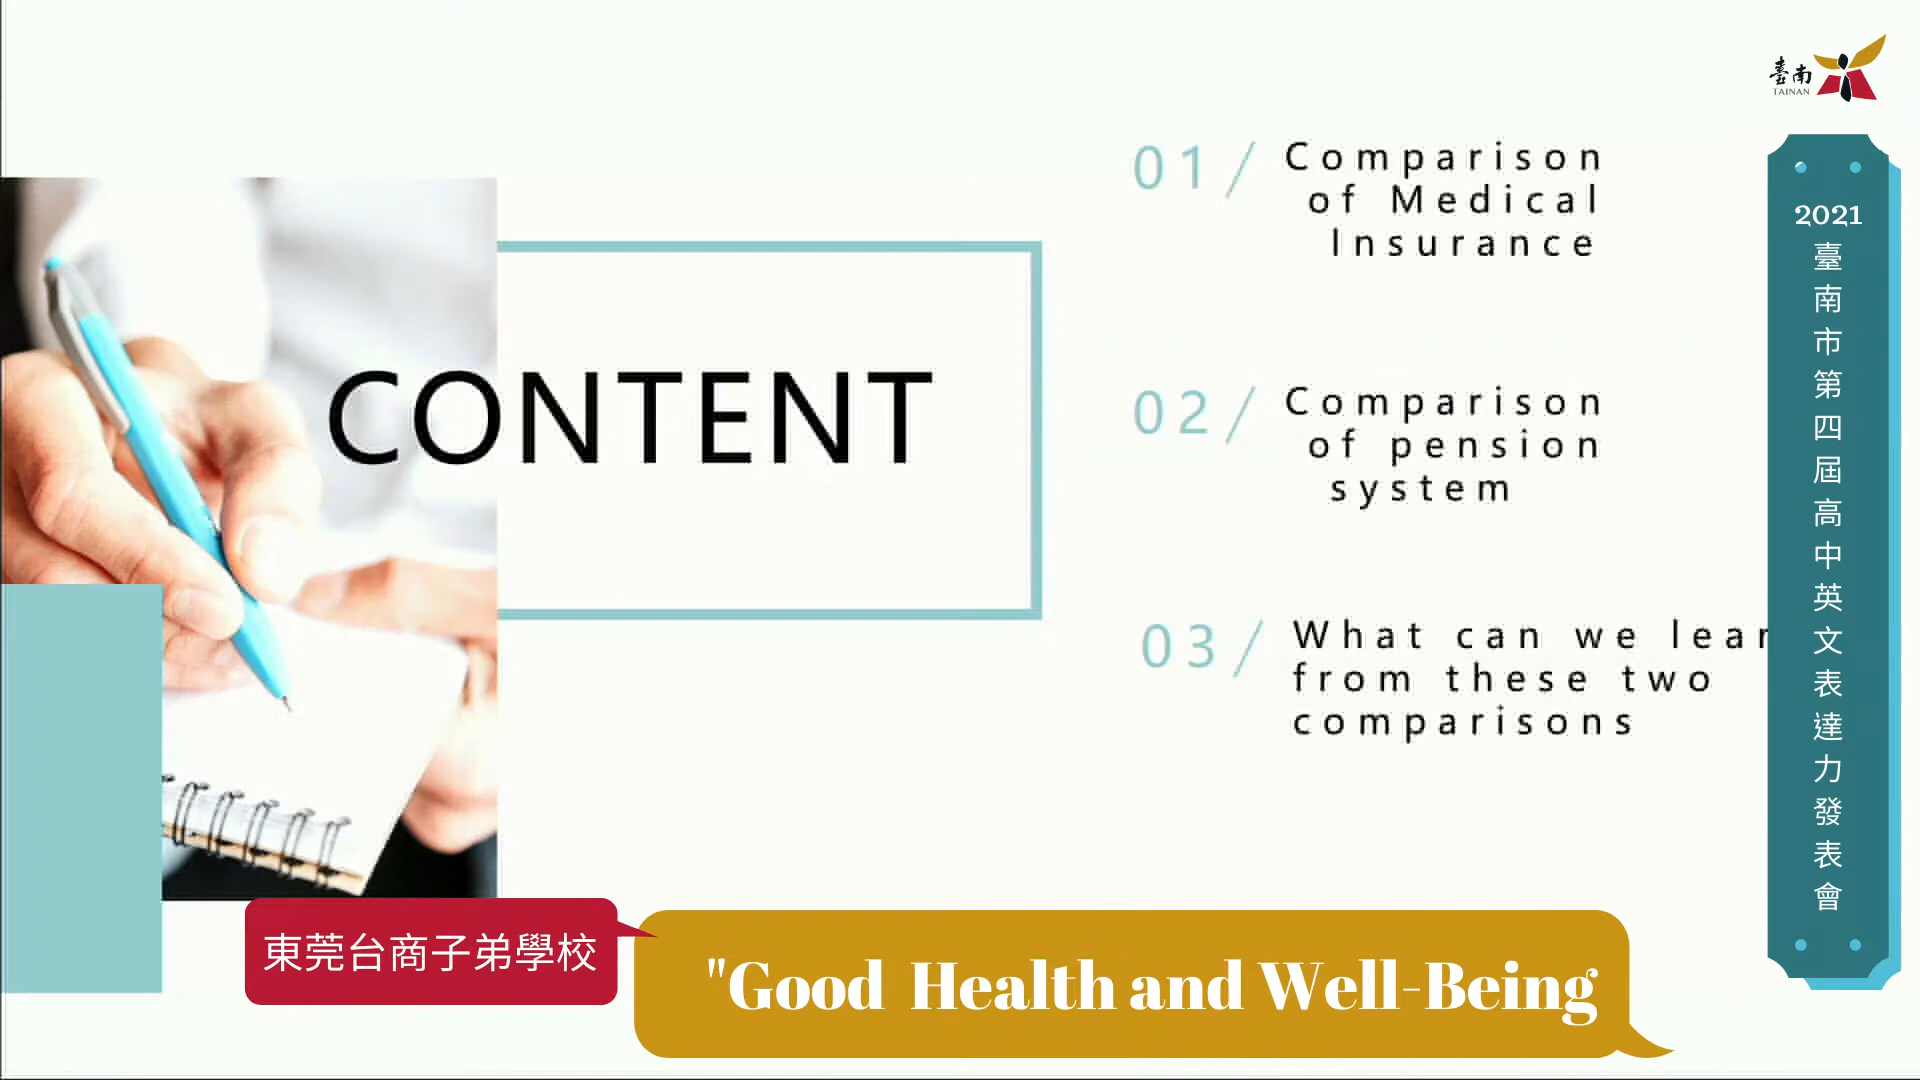 臺南
TAINAN
CONTENT
01/
Comparison
of Medical
Insurance
02/
Comparison
of pension
system
03/
What can we lear
from these two
comparisons
2021
臺南市第四屆高中英文表達力發表會
東莞台商子弟學校
"Good Health and Well-Being